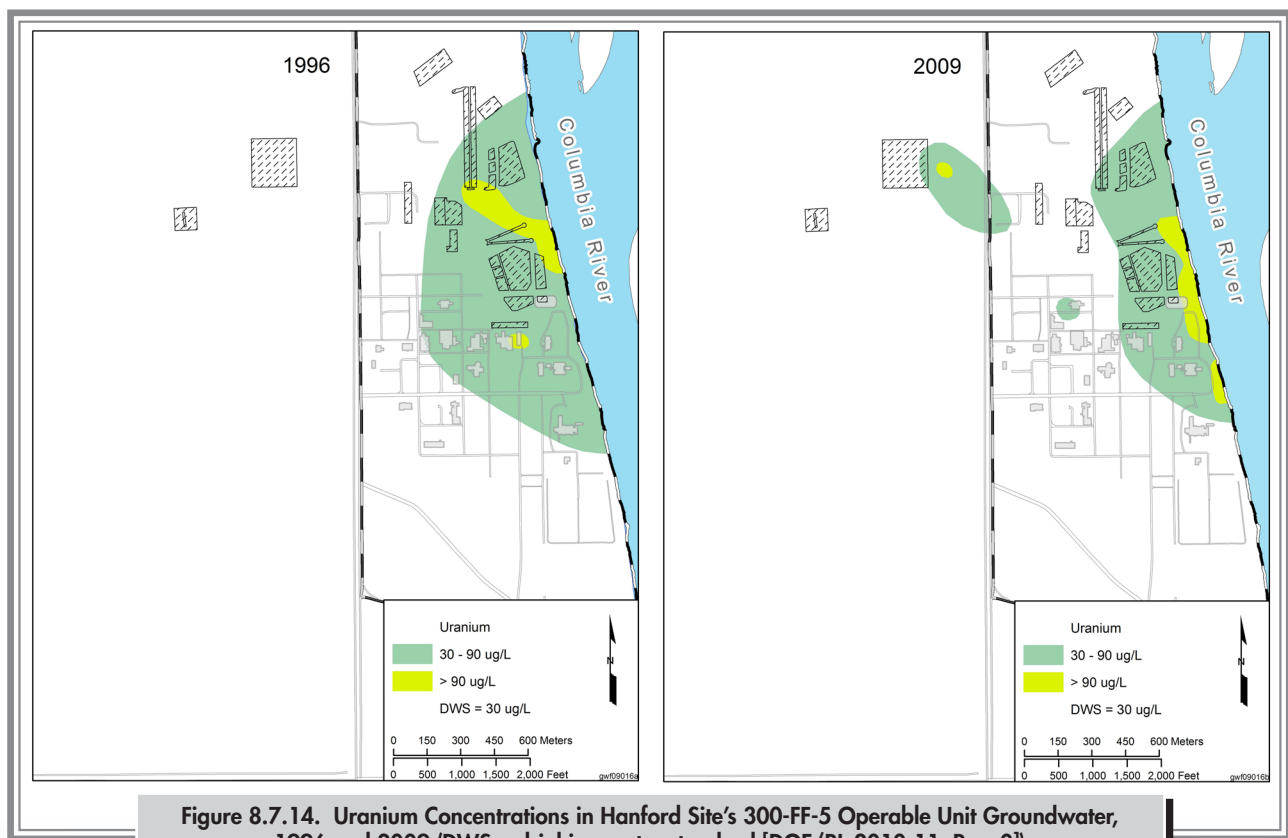 1996
Columbia River
Uranium
30 - 90 ug/L
> 90 ug/L
DWS = 30 ug/L
N
0 150 300 450 600 Meters
0 500 1,000 1,500 2,000 Feet
gwf09016a
2009
Columbia River
Uranium
30 - 90 ug/L
> 90 ug/L
DWS = 30 ug/L
N
0 150 300 450 600 Meters
0 500 1,000 1,500 2,000 Feet
gwf09016b
Figure 8.7.14. Uranium Concentrations in Hanford Site's 300-FF-5 Operable Unit Groundwater,